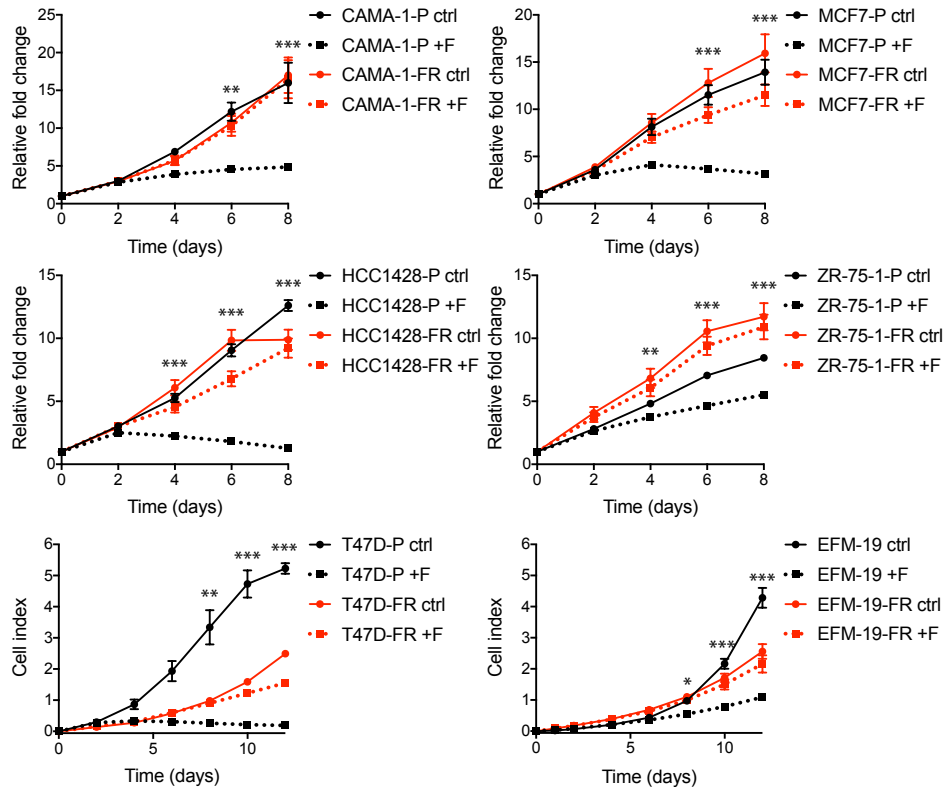 Relative fold change
25
20
15
10
5
0
0 2 4 6 8
Time (days)
** ***
CAMA-1-P ctrl
CAMA-1-P +F
CAMA-1-FR ctrl
CAMA-1-FR +F
Relative fold change
20
15
10
5
0
0 2 4 6 8
Time (days)
*** ***
MCF7-P ctrl
MCF7-P +F
MCF7-FR ctrl
MCF7-FR +F
Relative fold change
15
10
5
0
0 2 4 6 8
Time (days)
*** *** ***
HCC1428-P ctrl
HCC1428-P +F
HCC1428-FR ctrl
HCC1428-FR +F
Relative fold change
15
10
5
0
0 2 4 6 8
Time (days)
** *** ***
ZR-75-1-P ctrl
ZR-75-1-P +F
ZR-75-1-FR ctrl
ZR-75-1-FR +F
Cell index
6
5
4
3
2
1
0
0 5 10
Time (days)
** *** ***
T47D-P ctrl
T47D-P +F
T47D-FR ctrl
T47D-FR +F
Cell index
6
5
4
3
2
1
0
0 5 10
Time (days)
* *** ***
EFM-19 ctrl
EFM-19 +F
EFM-19-FR ctrl
EFM-19-FR +F